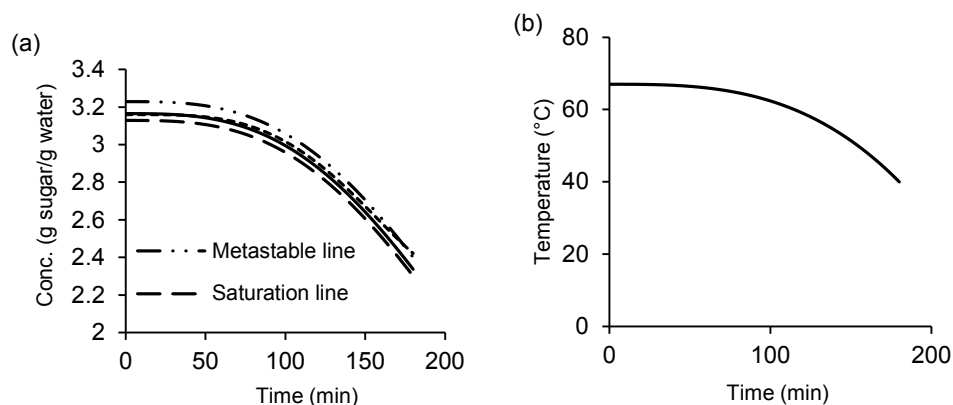 (a)
Conc. (g sugar/g water)
3.4
3.2
3
2.8
2.6
2.4
2.2
2
Metastable line
Saturation line
0 50 100 150 200
Time (min)
(b)
Temperature (°C)
80
60
40
20
0
0 100 200
Time (min)